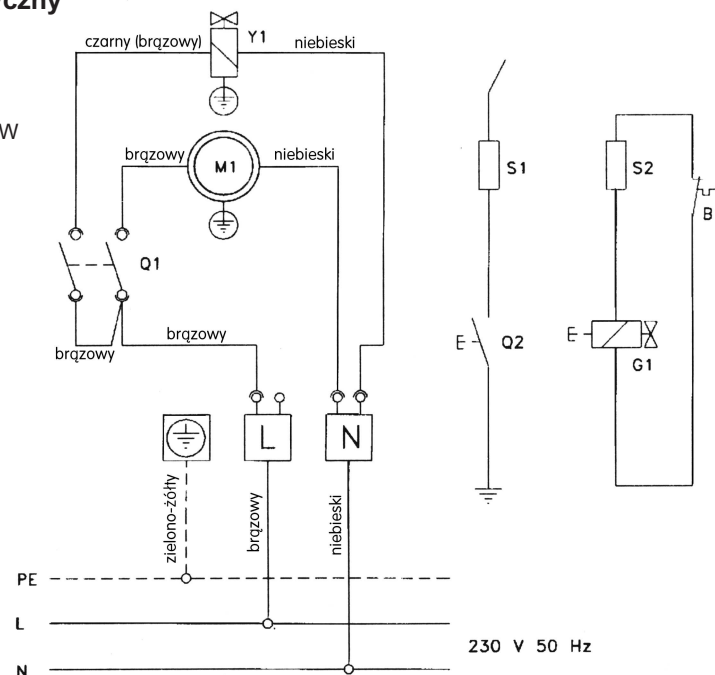 czny
czarny (brązowy)
Y1
niebieski
W
brązowy
M1
niebieski
S1
S2
B
Q1
brązowy
brązowy
E
Q2
E
G1
L
N
zielono-żółty
brązowy
niebieski
PE
L
230 V 50 Hz
N